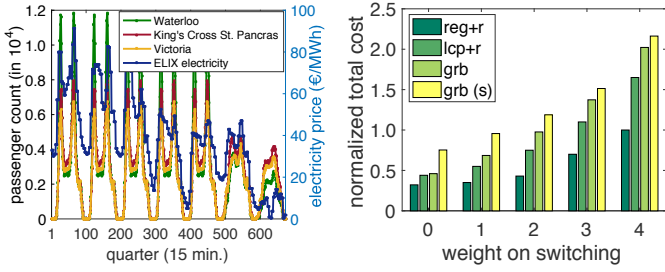 passenger count (in 10⁴)
1.2
1
0.8
0.6
0.4
0.2
0
Waterloo
King's Cross St. Pancras
Victoria
ELIX electricity
100
80
60
40
20
0
electricity price (€/MWh)
1 100 200 300 400 500 600
quarter (15 min.)
normalized total cost
2.5
2.0
1.5
1.0
0.5
0
reg+r
lcp+r
grb
grb (s)
0 1 2 3 4
weight on switching